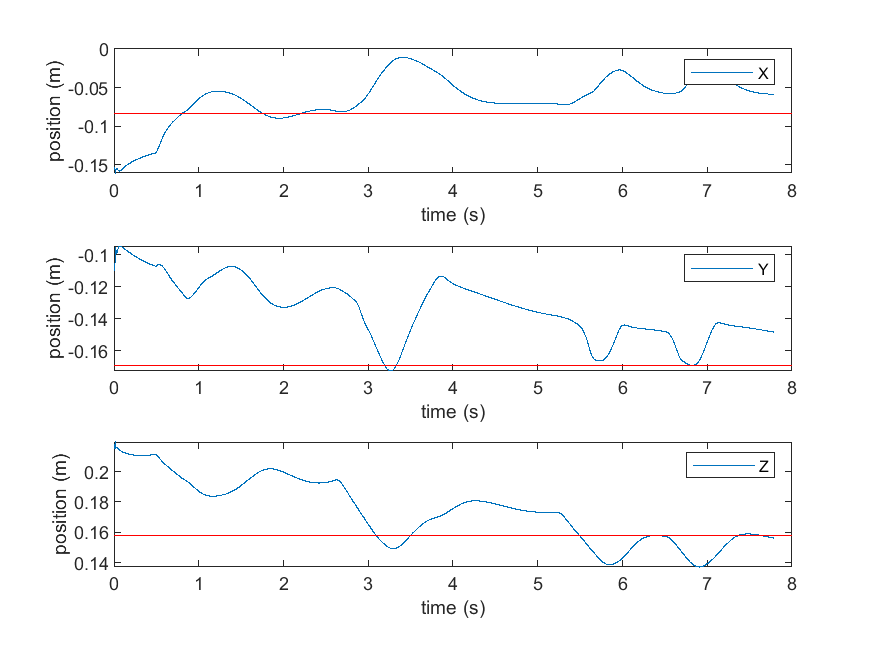 0
-0.05
-0.1
-0.15
position (m)
X
0 1 2 3 4 5 6 7 8
time (s)
-0.1
-0.12
-0.14
-0.16
position (m)
Y
0 1 2 3 4 5 6 7 8
time (s)
0.2
0.18
0.16
0.14
position (m)
Z
0 1 2 3 4 5 6 7 8
time (s)